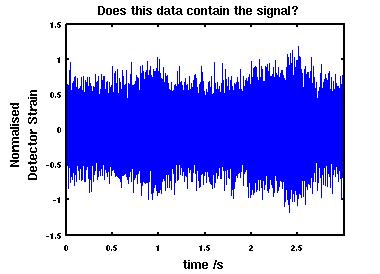 Does this data contain the signal?
1.5
1
0.5
0
-0.5
-1
-1.5
Normalised
Detector Strain
0 0.5 1 1.5 2 2.5
time /s